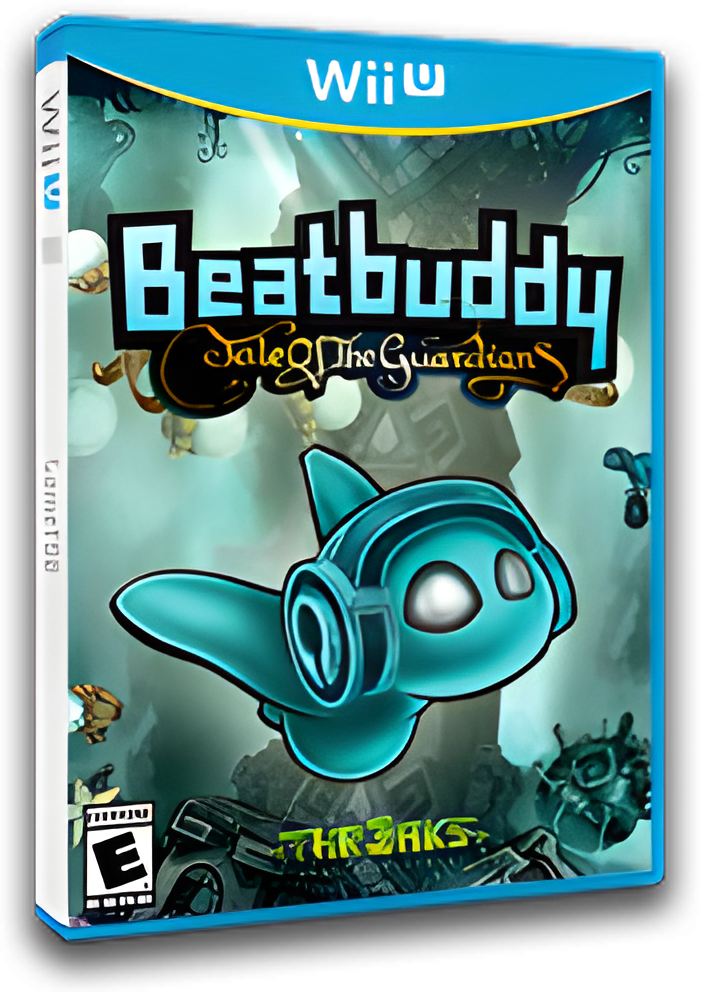 Wii U
Wii U
Beatbuddy
Tale Of The Guardians
THR3AKS
E